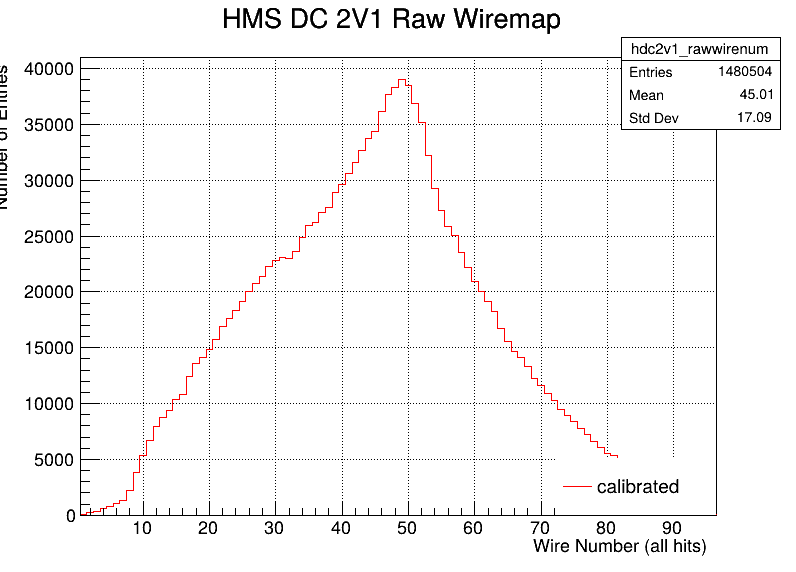 HMS DC 2V1 Raw Wiremap
hdc2v1_rawwirenum
Entries 1480504
Mean 45.01
Std Dev 17.09
Number of Entries
40000
35000
30000
25000
20000
15000
10000
5000
0
10 20 30 40 50 60 70 80 90
Wire Number (all hits)
calibrated